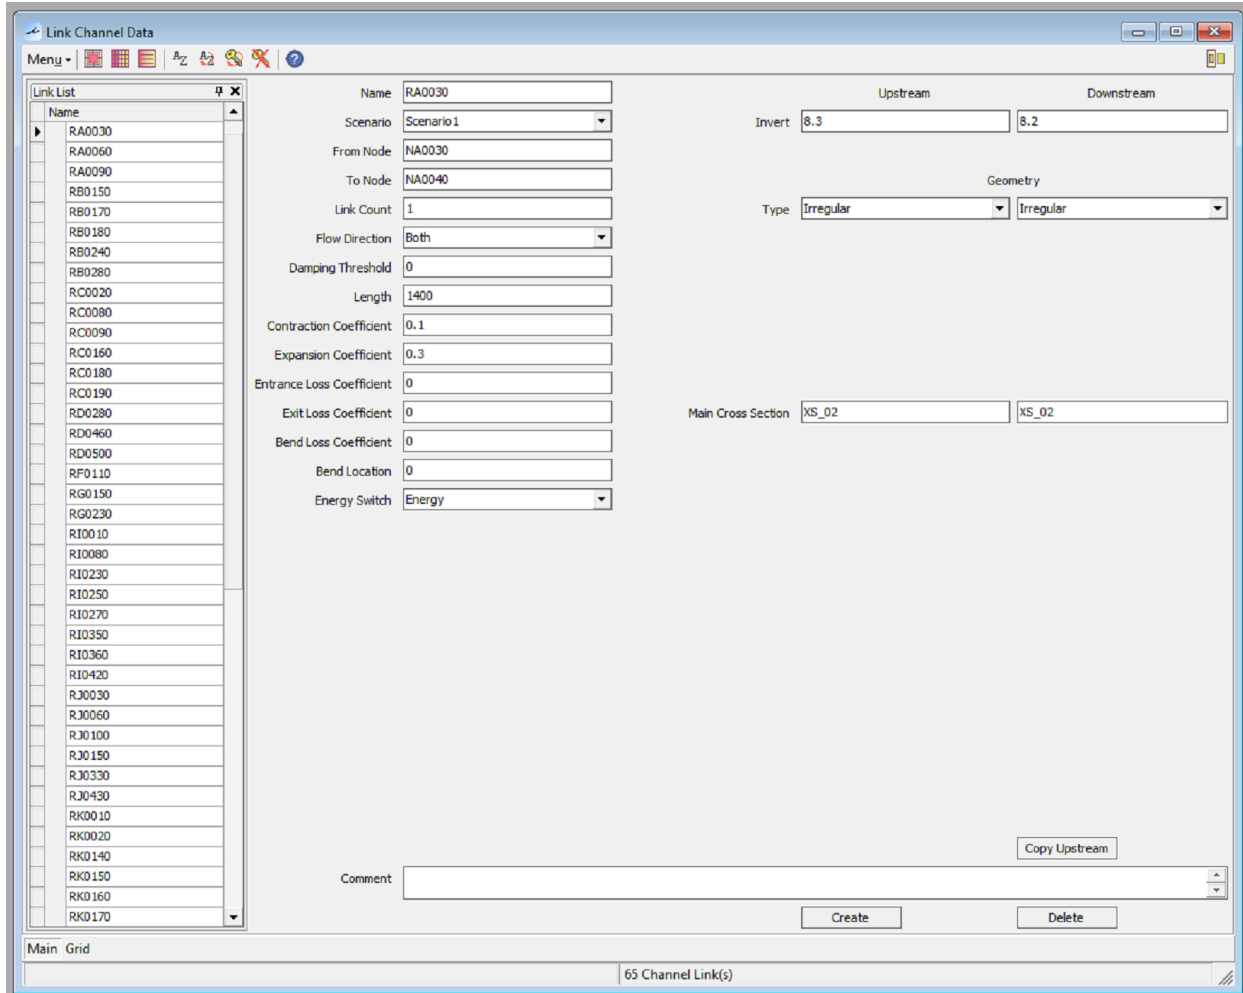 Link Channel Data
Menu
Link List
Name
RA0030
RA0060
RA0090
RB0150
RB0170
RB0180
RB0240
RB0280
RC0020
RC0080
RC0090
RC0160
RC0180
RC0190
RD0280
RD0460
RD0500
RF0110
RG0150
RG0230
RI0010
RI0080
RI0230
RI0250
RI0270
RI0350
RI0360
RI0420
RJ0030
RJ0060
RJ0100
RJ0150
RJ0330
RJ0430
RK0010
RK0020
RK0140
RK0150
RK0160
RK0170
Name RA0030
Scenario Scenario1
From Node NA0030
To Node NA0040
Link Count 1
Flow Direction Both
Damping Threshold 0
Length 1400
Contraction Coefficient 0.1
Expansion Coefficient 0.3
Entrance Loss Coefficient 0
Exit Loss Coefficient 0
Bend Loss Coefficient 0
Bend Location 0
Energy Switch Energy
Upstream Downstream
Invert 8.3 8.2
Geometry
Type Irregular Irregular
Main Cross Section XS_02 XS_02
Copy Upstream
Comment
Create Delete
Main Grid
65 Channel Link(s)